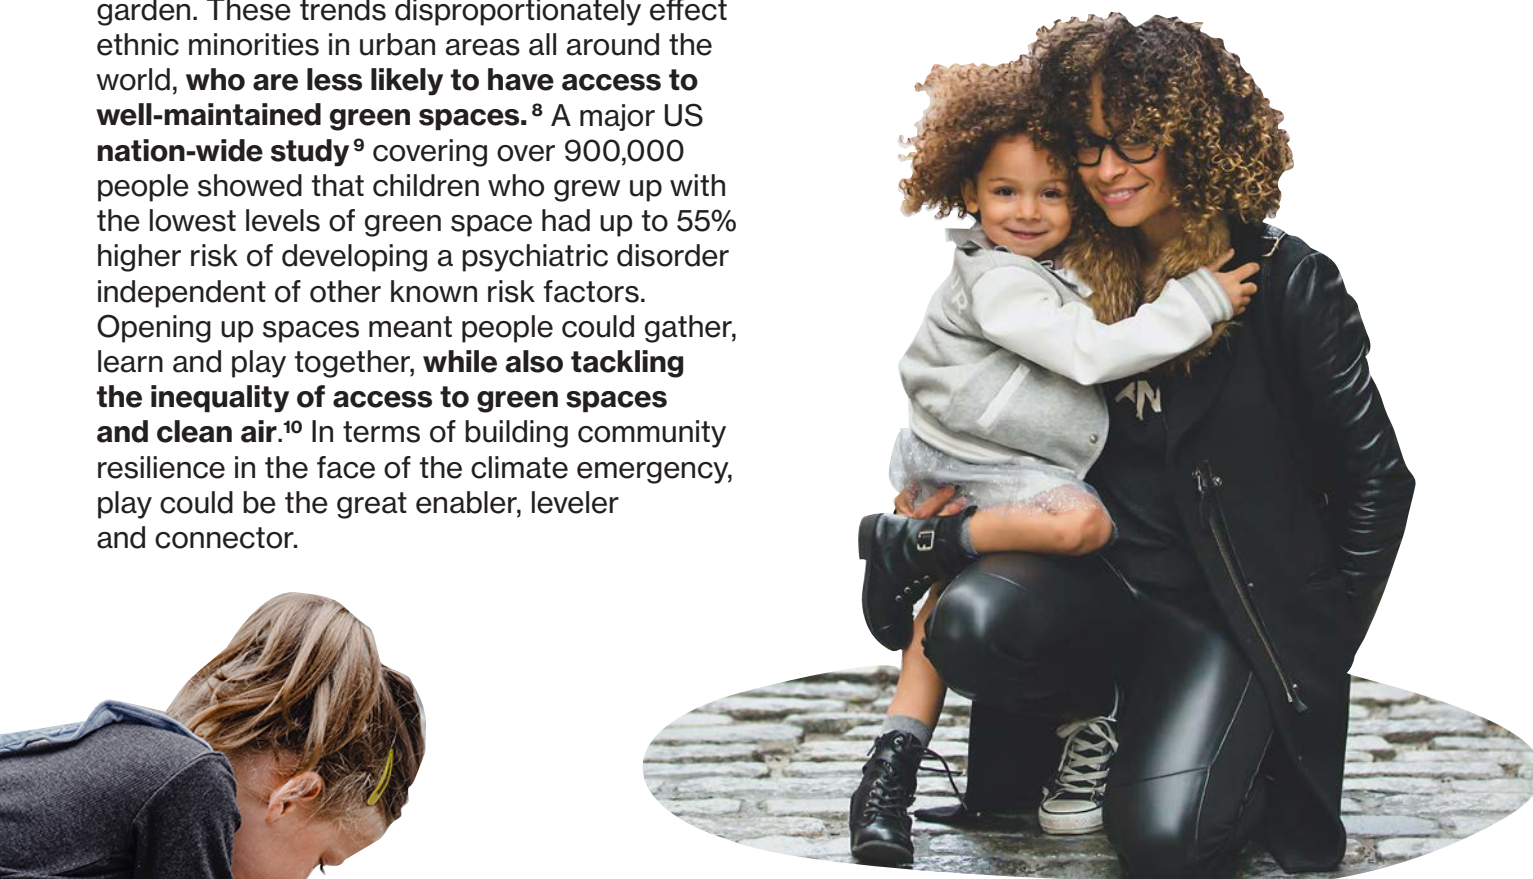 garden. These trends disproportionately effect
ethnic minorities in urban areas all around the
world, who are less likely to have access to
well-maintained green spaces.⁸ A major US
nation-wide study⁹ covering over 900,000
people showed that children who grew up with
the lowest levels of green space had up to 55%
higher risk of developing a psychiatric disorder
independent of other known risk factors.
Opening up spaces meant people could gather,
learn and play together, while also tackling
the inequality of access to green spaces
and clean air.¹⁰ In terms of building community
resilience in the face of the climate emergency,
play could be the great enabler, leveler
and connector.